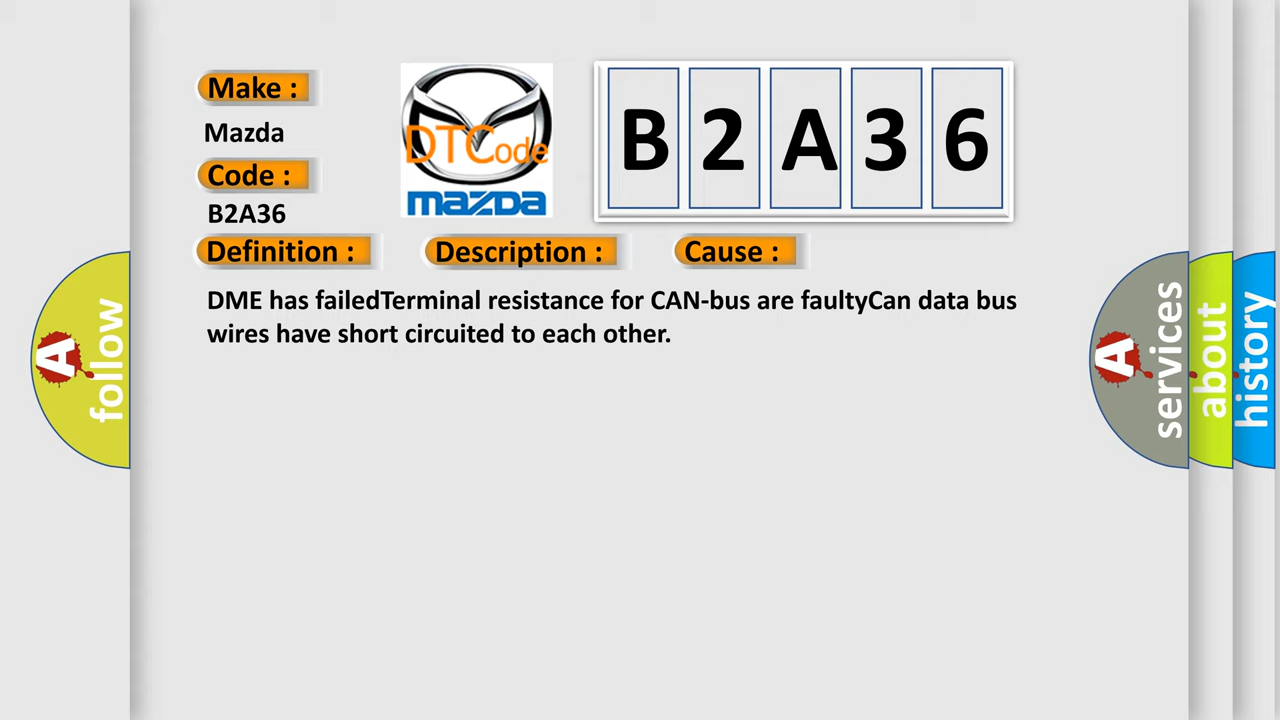 Make :
Mazda
Code :
B2A36
DTCode
mazda
B 2 A 3 6
Definition :
Description :
Cause :
DME has failedTerminal resistance for CAN-bus are faultyCan data bus
wires have short circuited to each other.
A follow
A services
about
history